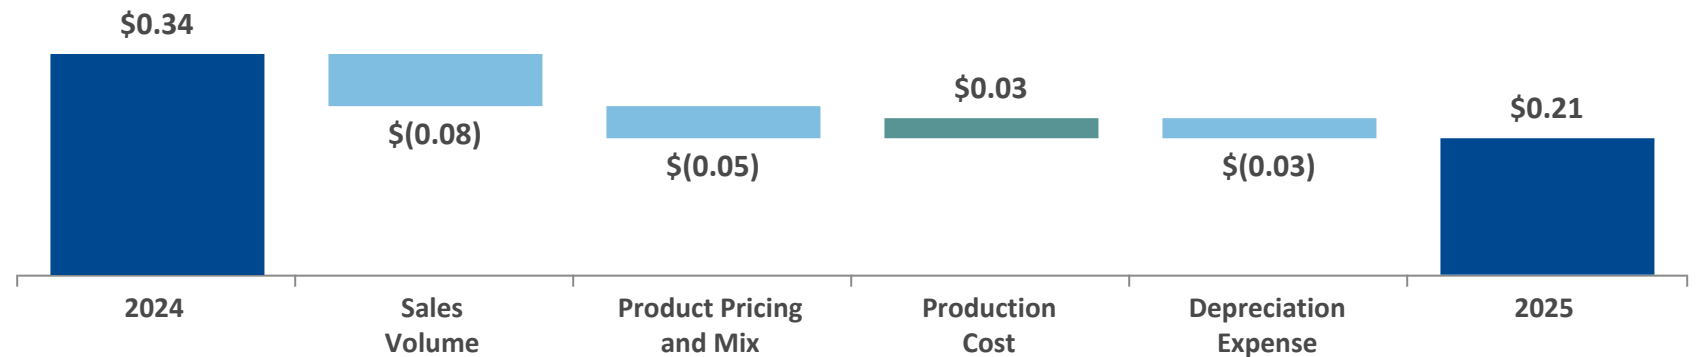 $0.34
$(0.08)
$(0.05)
$0.03
$(0.03)
$0.21
2024
Sales
Volume
Product Pricing
and Mix
Production
Cost
Depreciation
Expense
2025